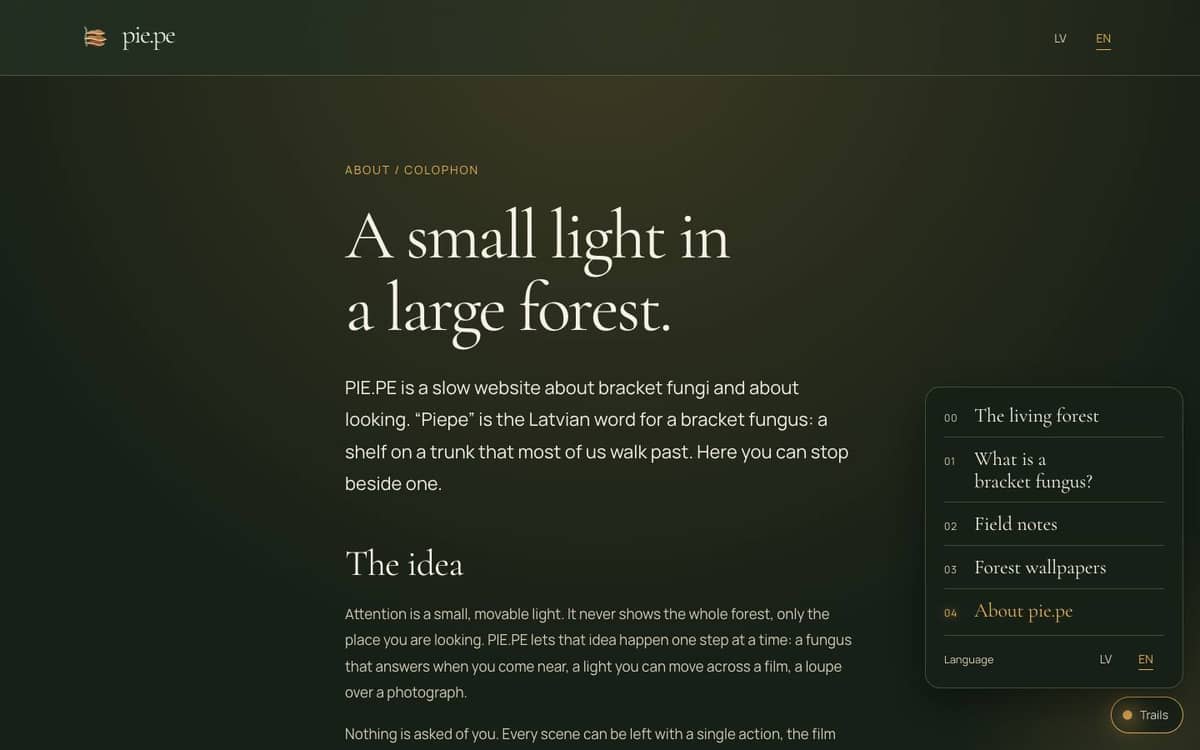 pie.pe
LV EN
ABOUT / COLOPHON
A small light in
a large forest.
PIE.PE is a slow website about bracket fungi and about
looking. “Piepe” is the Latvian word for a bracket fungus: a
shelf on a trunk that most of us walk past. Here you can stop
beside one.
The idea
Attention is a small, movable light. It never shows the whole forest, only the
place you are looking. PIE.PE lets that idea happen one step at a time: a fungus
that answers when you come near, a light you can move across a film, a loupe
over a photograph.
Nothing is asked of you. Every scene can be left with a single action, the film
00 The living forest
01 What is a
bracket fungus?
02 Field notes
03 Forest wallpapers
04 About pie.pe
Language LV EN
Trails